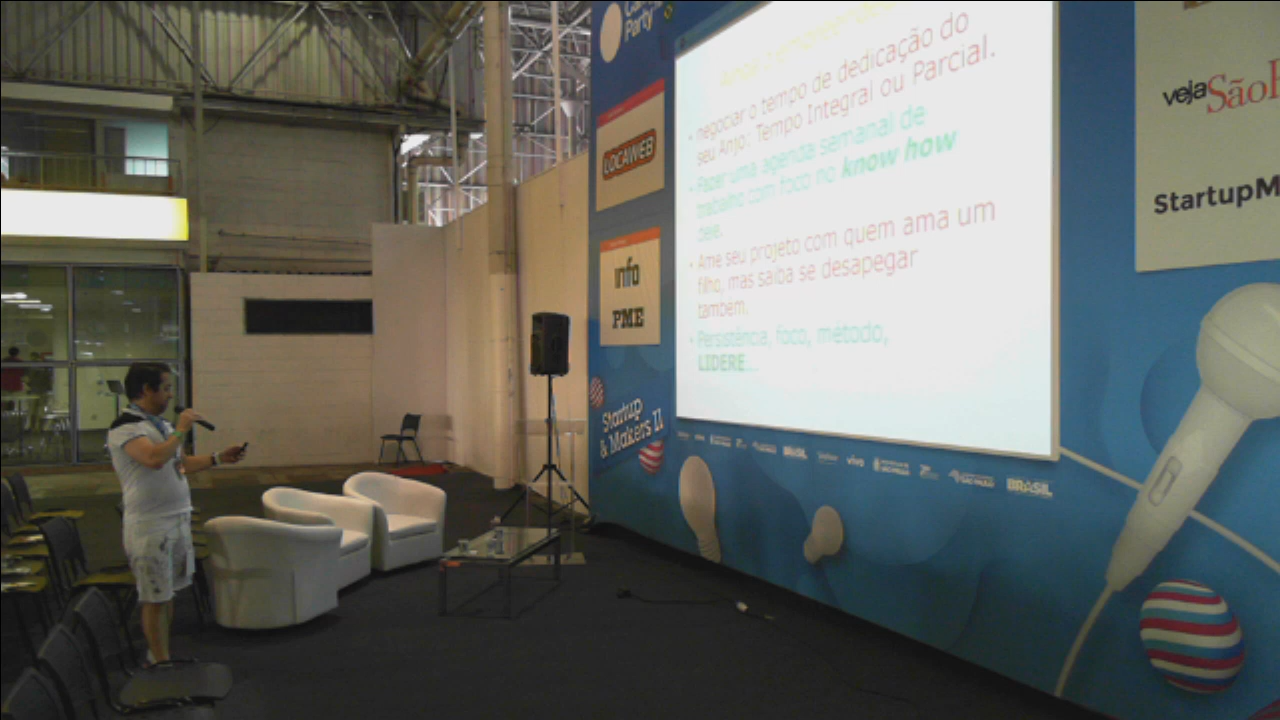 Party
LOCAWEB
info
PME
Startup
& Makers II
negociar o tempo de dedicação do
seu Anjo: Tempo Integral ou Parcial.
Fazer uma agenda semanal de
trabalho com foco no know how
dele.
Ame seu projeto com quem ama um
filho, mas saiba se desapegar
também.
Persistência, foco, método,
LIDERE...
BRASIL
vivo
BRASIL
veja São P
StartupM